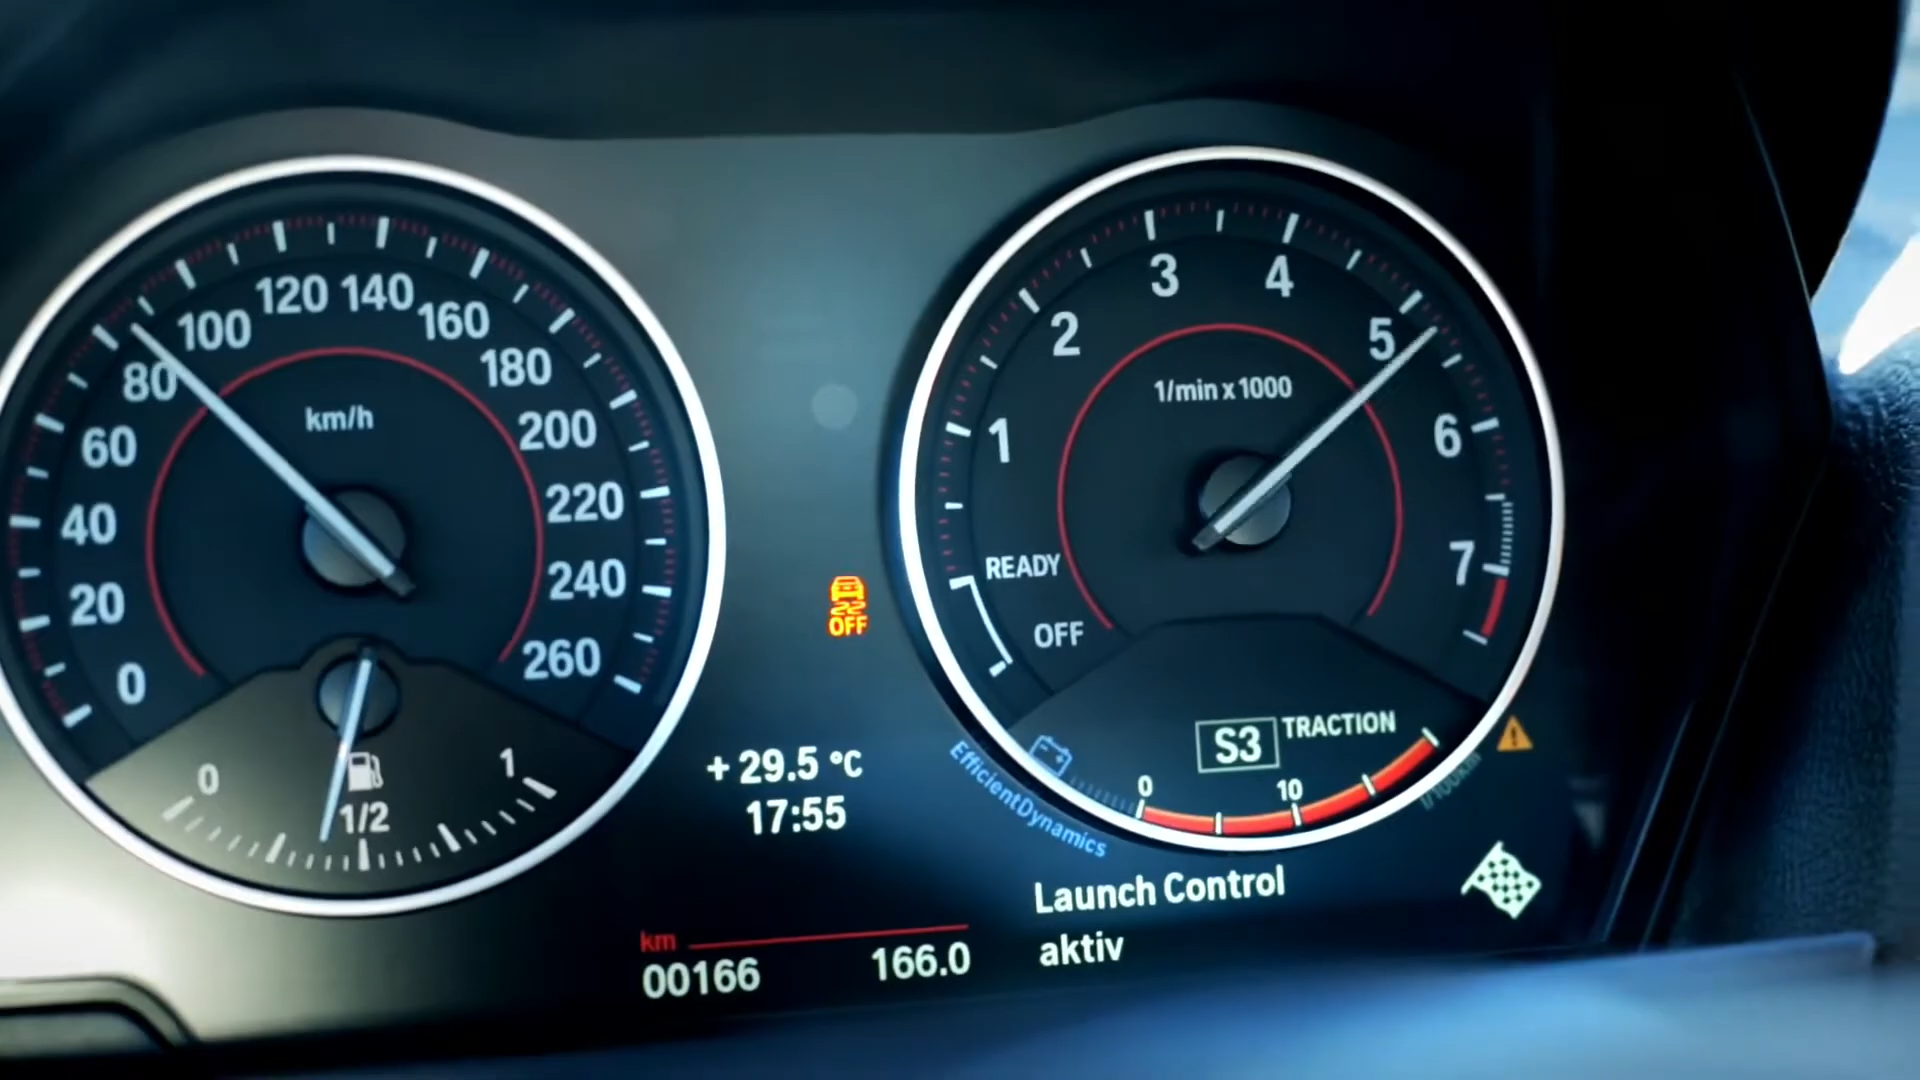 0
20
40
60
80
100
120
140
160
180
200
220
240
260
km/h
0
1/2
1
OFF
+ 29.5 °C
17:55
km
00166
166.0
1
2
3
4
5
6
7
1/min x 1000
READY
OFF
S3 TRACTION
0
10
EfficientDynamics
l/100km
Launch Control
aktiv